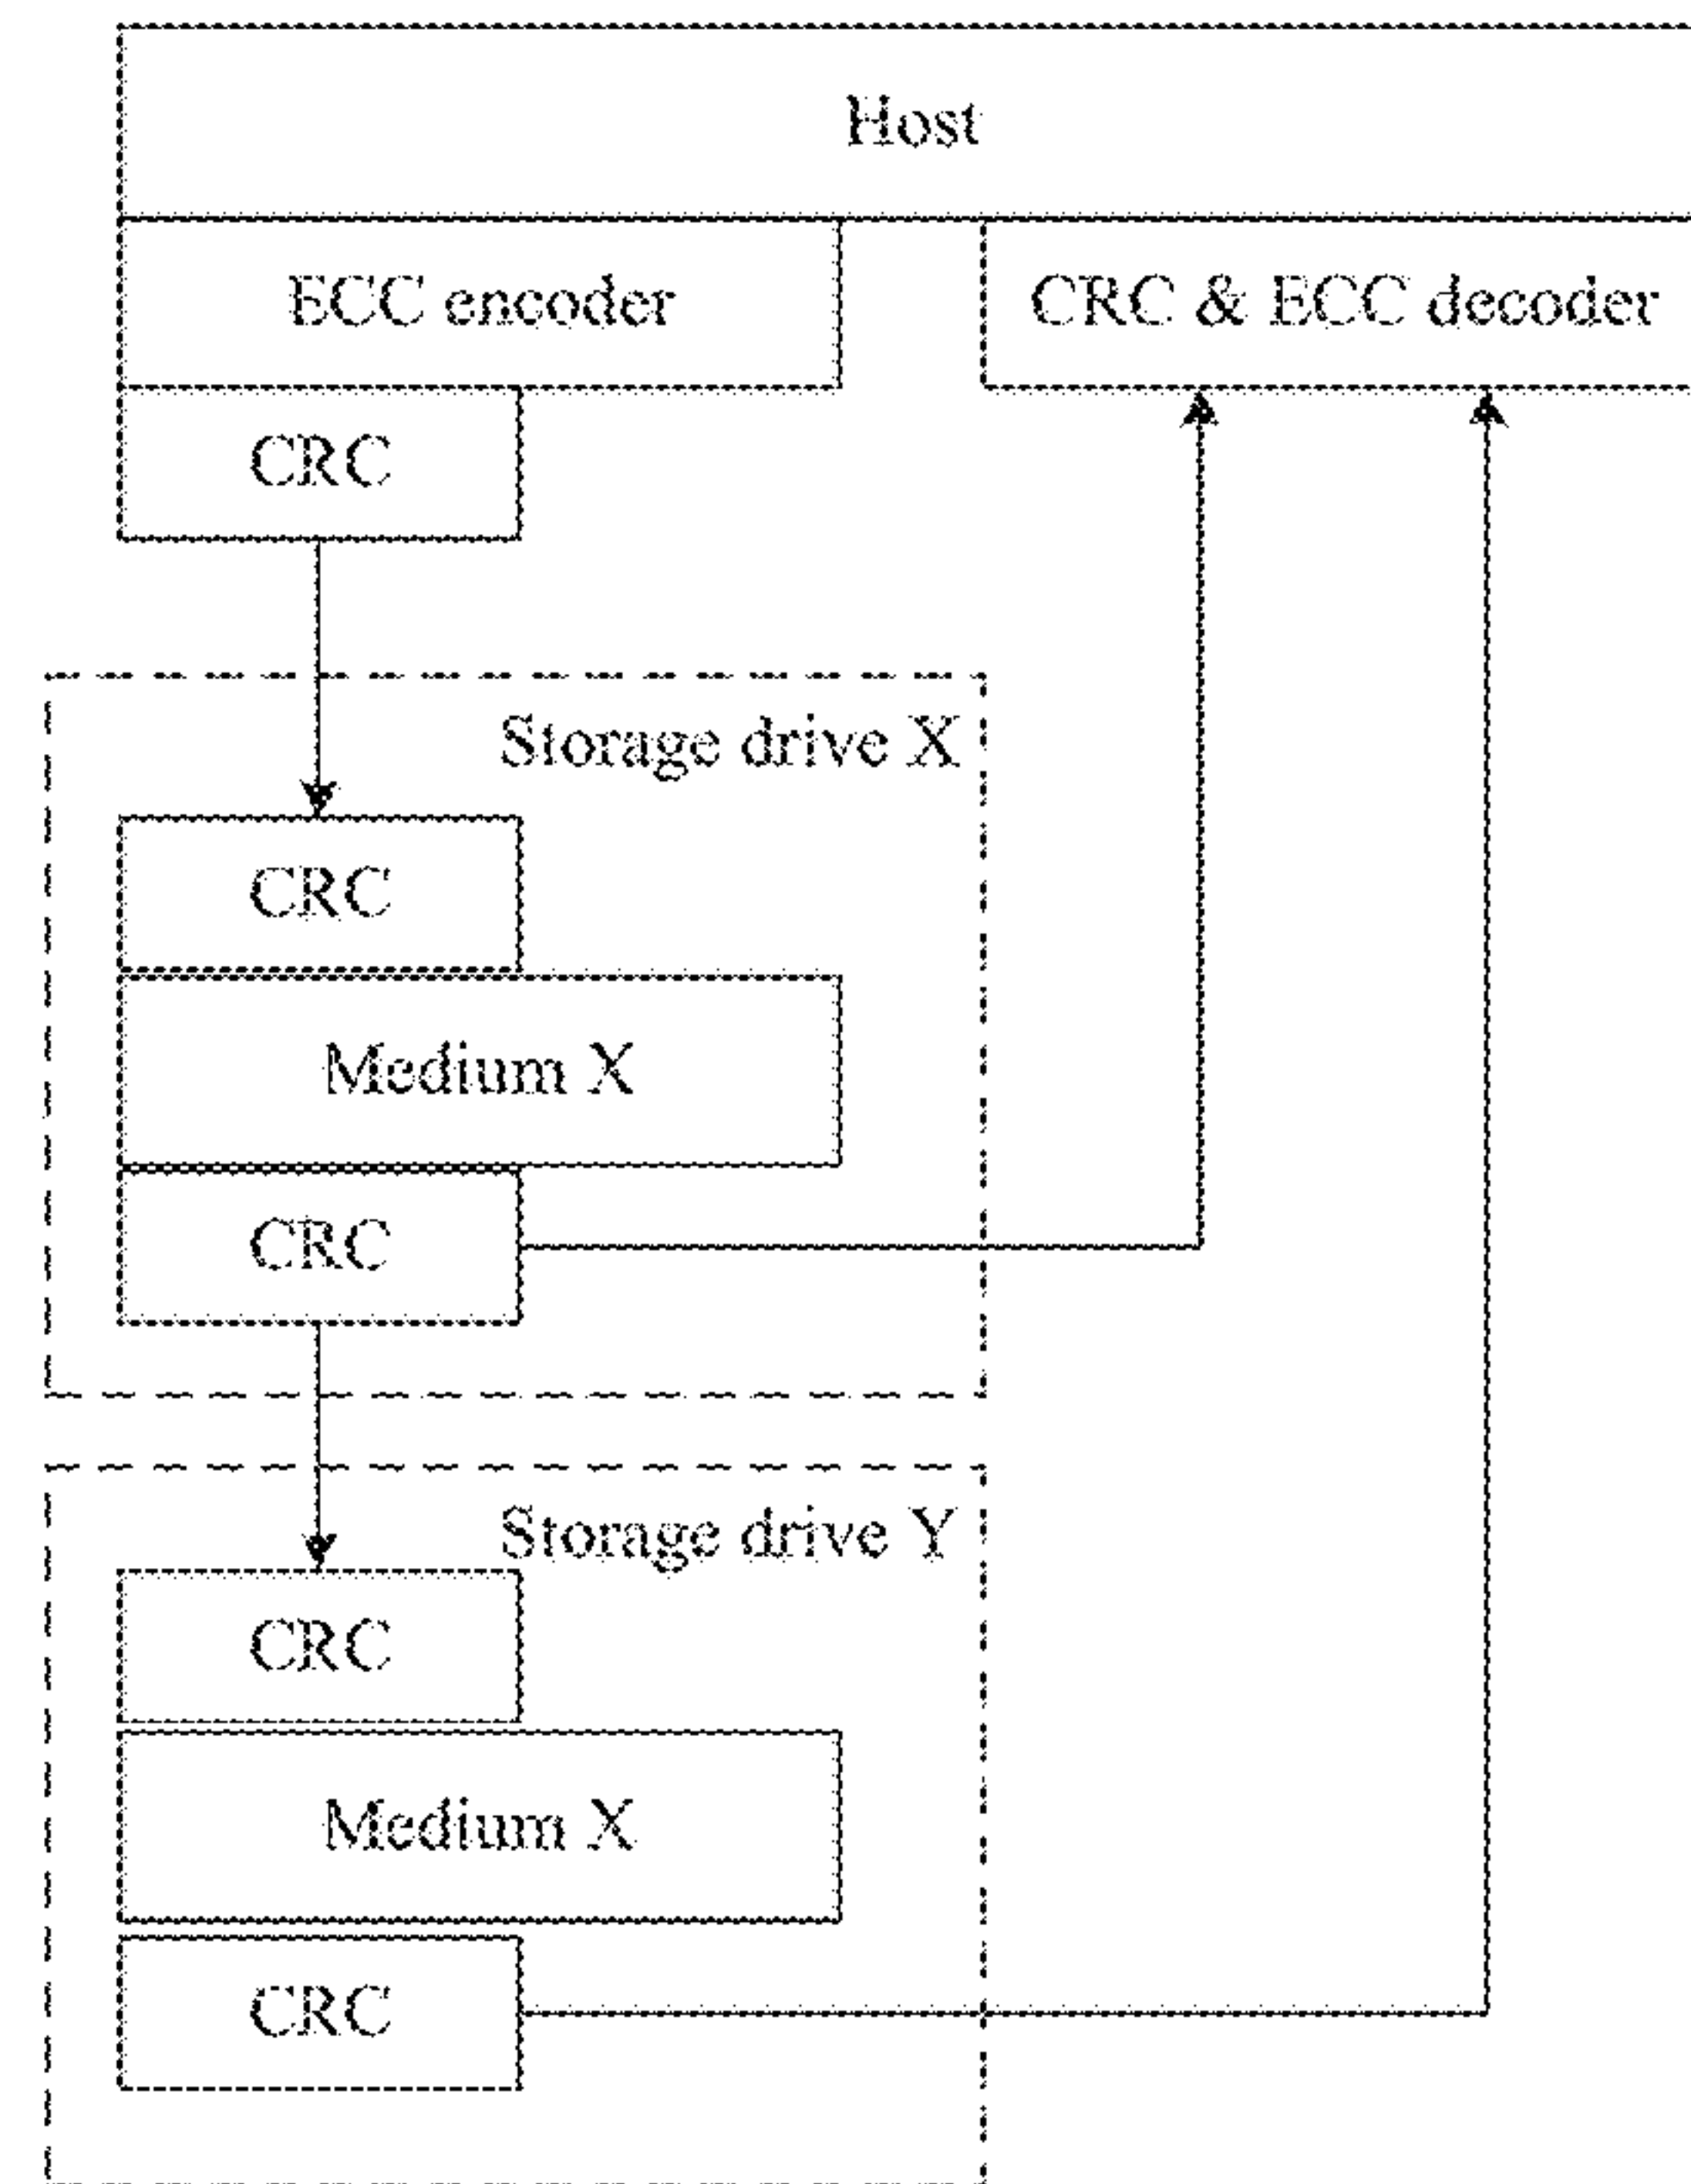 Host
ECC encoder
CRC & ECC decoder
CRC
Storage drive X
CRC
Medium X
CRC
Storage drive Y
CRC
Medium X
CRC